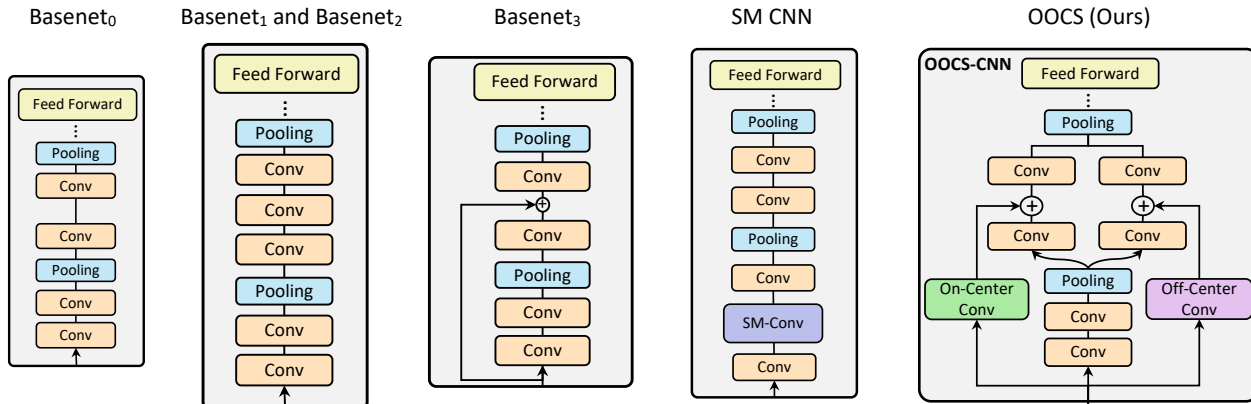 Basenet₀
Feed Forward
⋮
Pooling
Conv
Conv
Pooling
Conv
Conv
Basenet₁ and Basenet₂
Feed Forward
⋮
Pooling
Conv
Conv
Conv
Pooling
Conv
Conv
Basenet₃
Feed Forward
⋮
Pooling
Conv
+
Conv
Pooling
Conv
Conv
SM CNN
Feed Forward
⋮
Pooling
Conv
Conv
Pooling
Conv
SM-Conv
Conv
OOCS (Ours)
OOCS-CNN
Feed Forward
⋮
Pooling
Conv
Conv
+
+
Conv
Conv
On-Center
Conv
Pooling
Off-Center
Conv
Conv
Conv